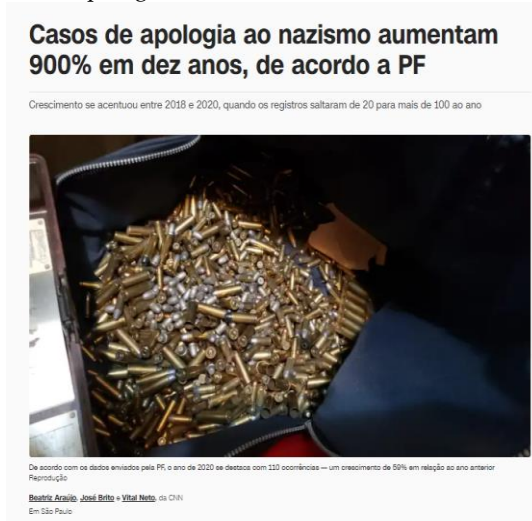 Casos de apologia ao nazismo aumentam
900% em dez anos, de acordo a PF
Crescimento se acentuou entre 2018 e 2020, quando os registros saltaram de 20 para mais de 100 ao ano
De acordo com os dados enviados pela PF, o ano de 2020 se destaca com 110 ocorrências — um crescimento de 59% em relação ao ano anterior
Reprodução
Beatriz Araújo, José Brito e Vital Neto, da CNN
Em São Paulo